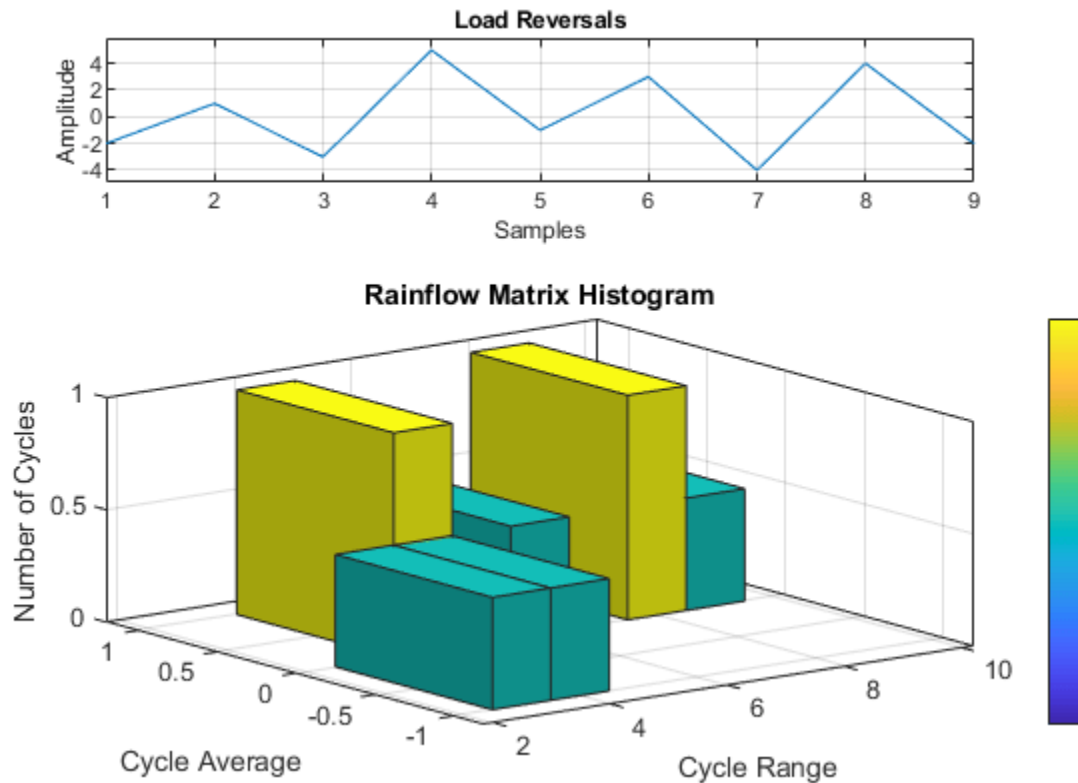 Load Reversals
4
2
0
-2
-4
Amplitude
1 2 3 4 5 6 7 8 9
Samples
Rainflow Matrix Histogram
1
0.5
0
Number of Cycles
1
0.5
0
-0.5
-1
Cycle Average
2
4
6
8
10
Cycle Range